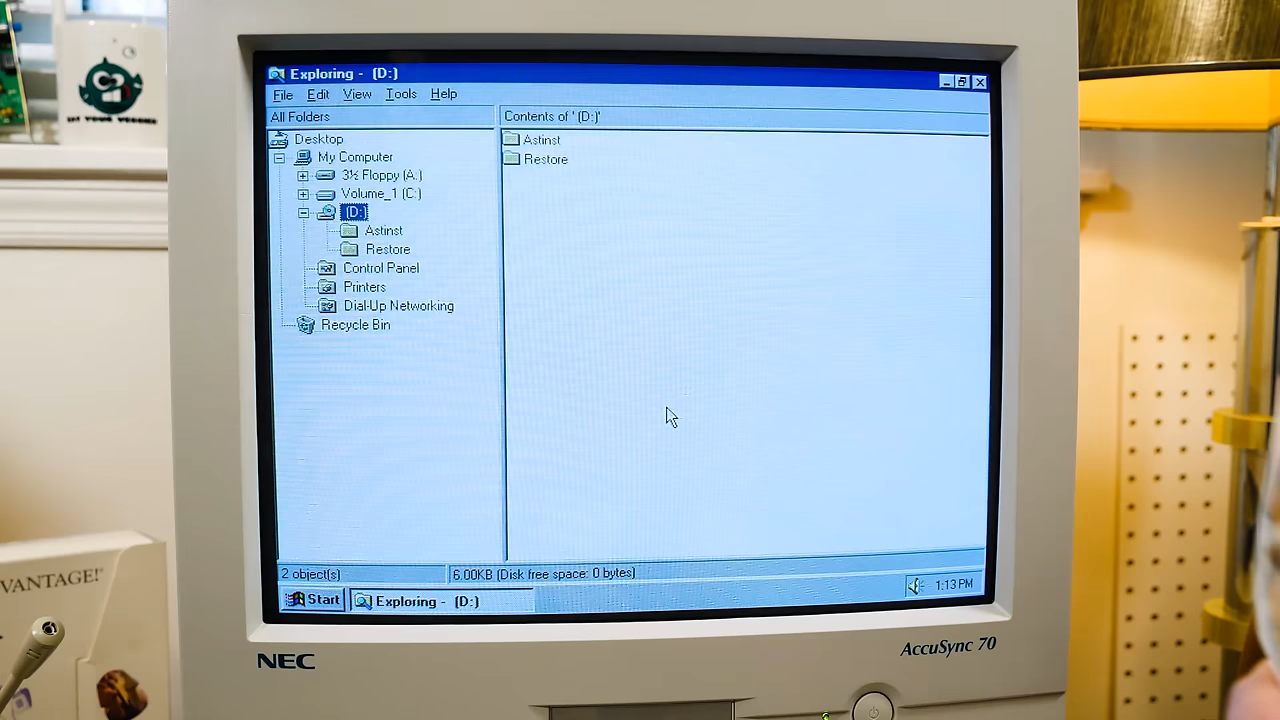 Exploring - (D:)
File Edit View Tools Help
All Folders
Contents of '(D:)'
Desktop
My Computer
3½ Floppy (A:)
Volume_1 (C:)
(D:)
Astinst
Restore
Control Panel
Printers
Dial-Up Networking
Recycle Bin
Astinst
Restore
2 object(s)
6.00KB (Disk free space: 0 bytes)
Start
Exploring - (D:)
1:13 PM
NEC
AccuSync 70
VANTAGE!"